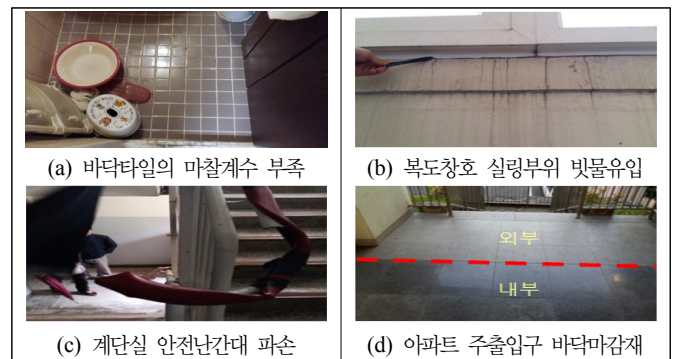 (a) 바닥타일의 마찰계수 부족
(b) 복도창호 실링부위 빗물유입
외부
내부
(c) 계단실 안전난간대 파손
(d) 아파트 주출입구 바닥마감재